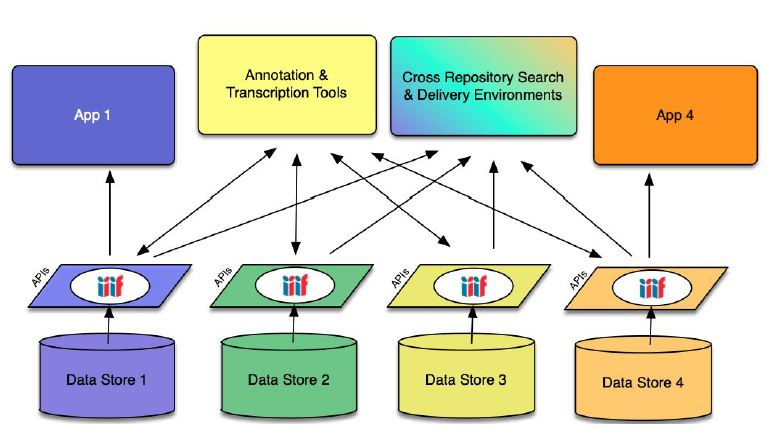 App 1
Annotation &
Transcription Tools
Cross Repository Search
& Delivery Environments
App 4
APIs
iiif
APIs
iiif
APIs
iiif
APIs
iiif
Data Store 1
Data Store 2
Data Store 3
Data Store 4